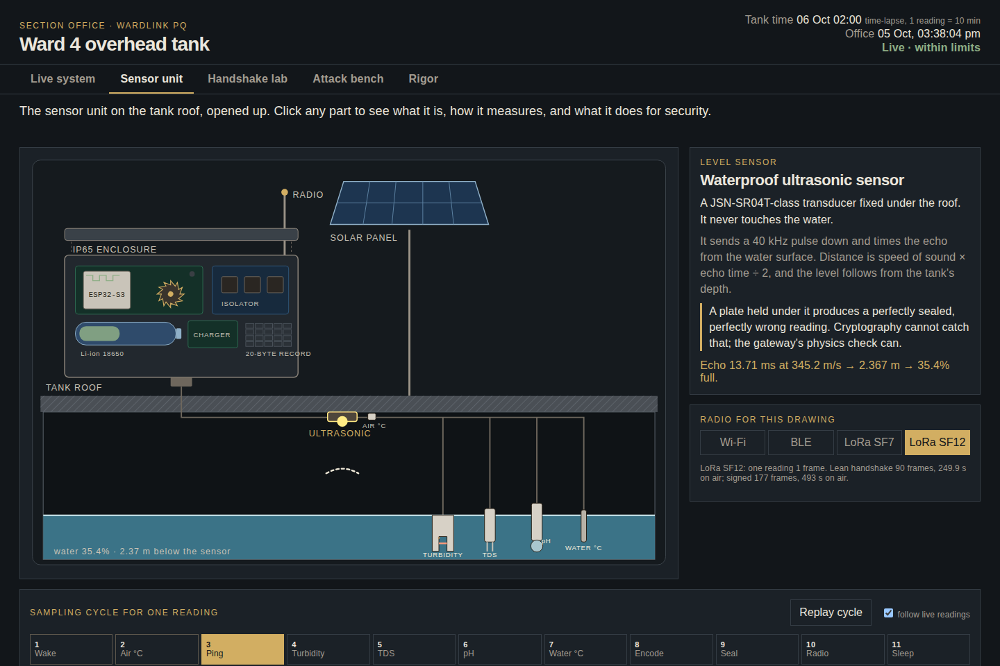 SECTION OFFICE · WARDLINK PQ
Ward 4 overhead tank
Tank time 06 Oct 02:00 time-lapse, 1 reading = 10 min
Office 05 Oct, 03:38:04 pm
Live · within limits
Live system
Sensor unit
Handshake lab
Attack bench
Rigor
The sensor unit on the tank roof, opened up. Click any part to see what it is, how it measures, and what it does for security.
RADIO
SOLAR PANEL
IP65 ENCLOSURE
ESP32-S3
ISOLATOR
CHARGER
Li-ion 18650
20-BYTE RECORD
TANK ROOF
AIR °C
ULTRASONIC
pH
WATER °C
TURBIDITY
TDS
water 35.4% · 2.37 m below the sensor
LEVEL SENSOR
Waterproof ultrasonic sensor
A JSN-SR04T-class transducer fixed under the roof.
It never touches the water.
It sends a 40 kHz pulse down and times the echo
from the water surface. Distance is speed of sound ×
echo time ÷ 2, and the level follows from the tank's
depth.
A plate held under it produces a perfectly sealed,
perfectly wrong reading. Cryptography cannot catch
that; the gateway's physics check can.
Echo 13.71 ms at 345.2 m/s → 2.367 m → 35.4%
full.
RADIO FOR THIS DRAWING
Wi-Fi
BLE
LoRa SF7
LoRa SF12
LoRa SF12: one reading 1 frame. Lean handshake 90 frames, 249.9 s
on air; signed 177 frames, 493 s on air.
SAMPLING CYCLE FOR ONE READING
Replay cycle
follow live readings
1
Wake
2
Air °C
3
Ping
4
Turbidity
5
TDS
6
pH
7
Water °C
8
Encode
9
Seal
10
Radio
11
Sleep